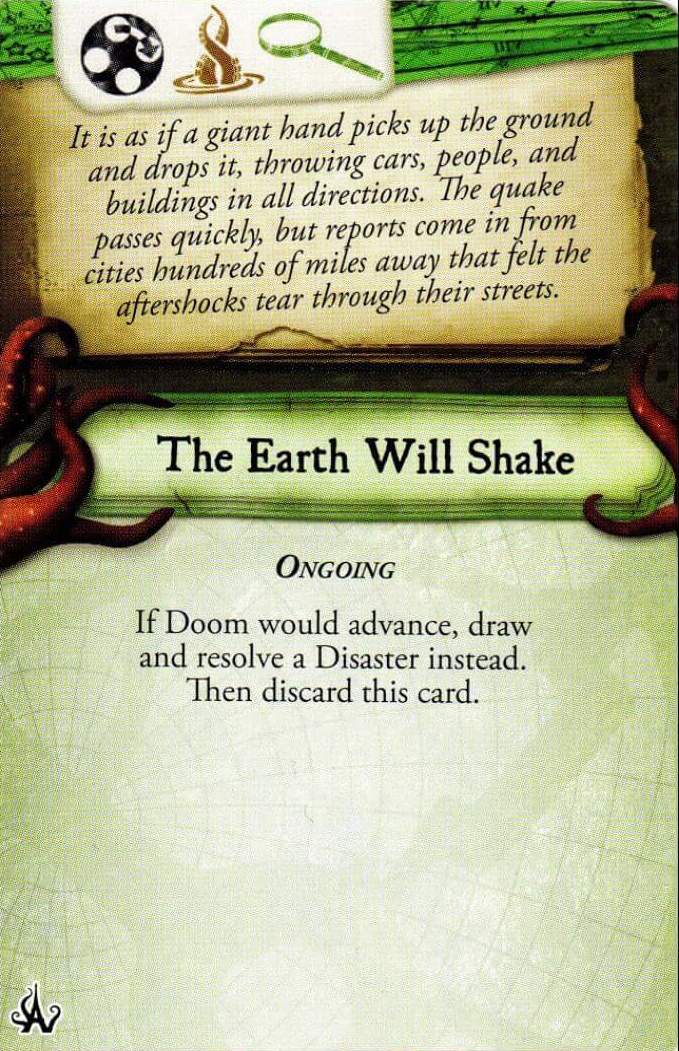 It is as if a giant hand picks up the ground
and drops it, throwing cars, people, and
buildings in all directions. The quake
passes quickly, but reports come in from
cities hundreds of miles away that felt the
aftershocks tear through their streets.
The Earth Will Shake
ONGOING
If Doom would advance, draw
and resolve a Disaster instead.
Then discard this card.